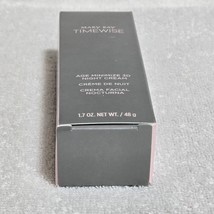 MARY KAY
TIMEWISE
AGE MINIMIZE 3D
NIGHT CREAM
CRÈME DE NUIT
CREMA FACIAL
NOCTURNA
1.7 OZ. NET WT. / 48 g